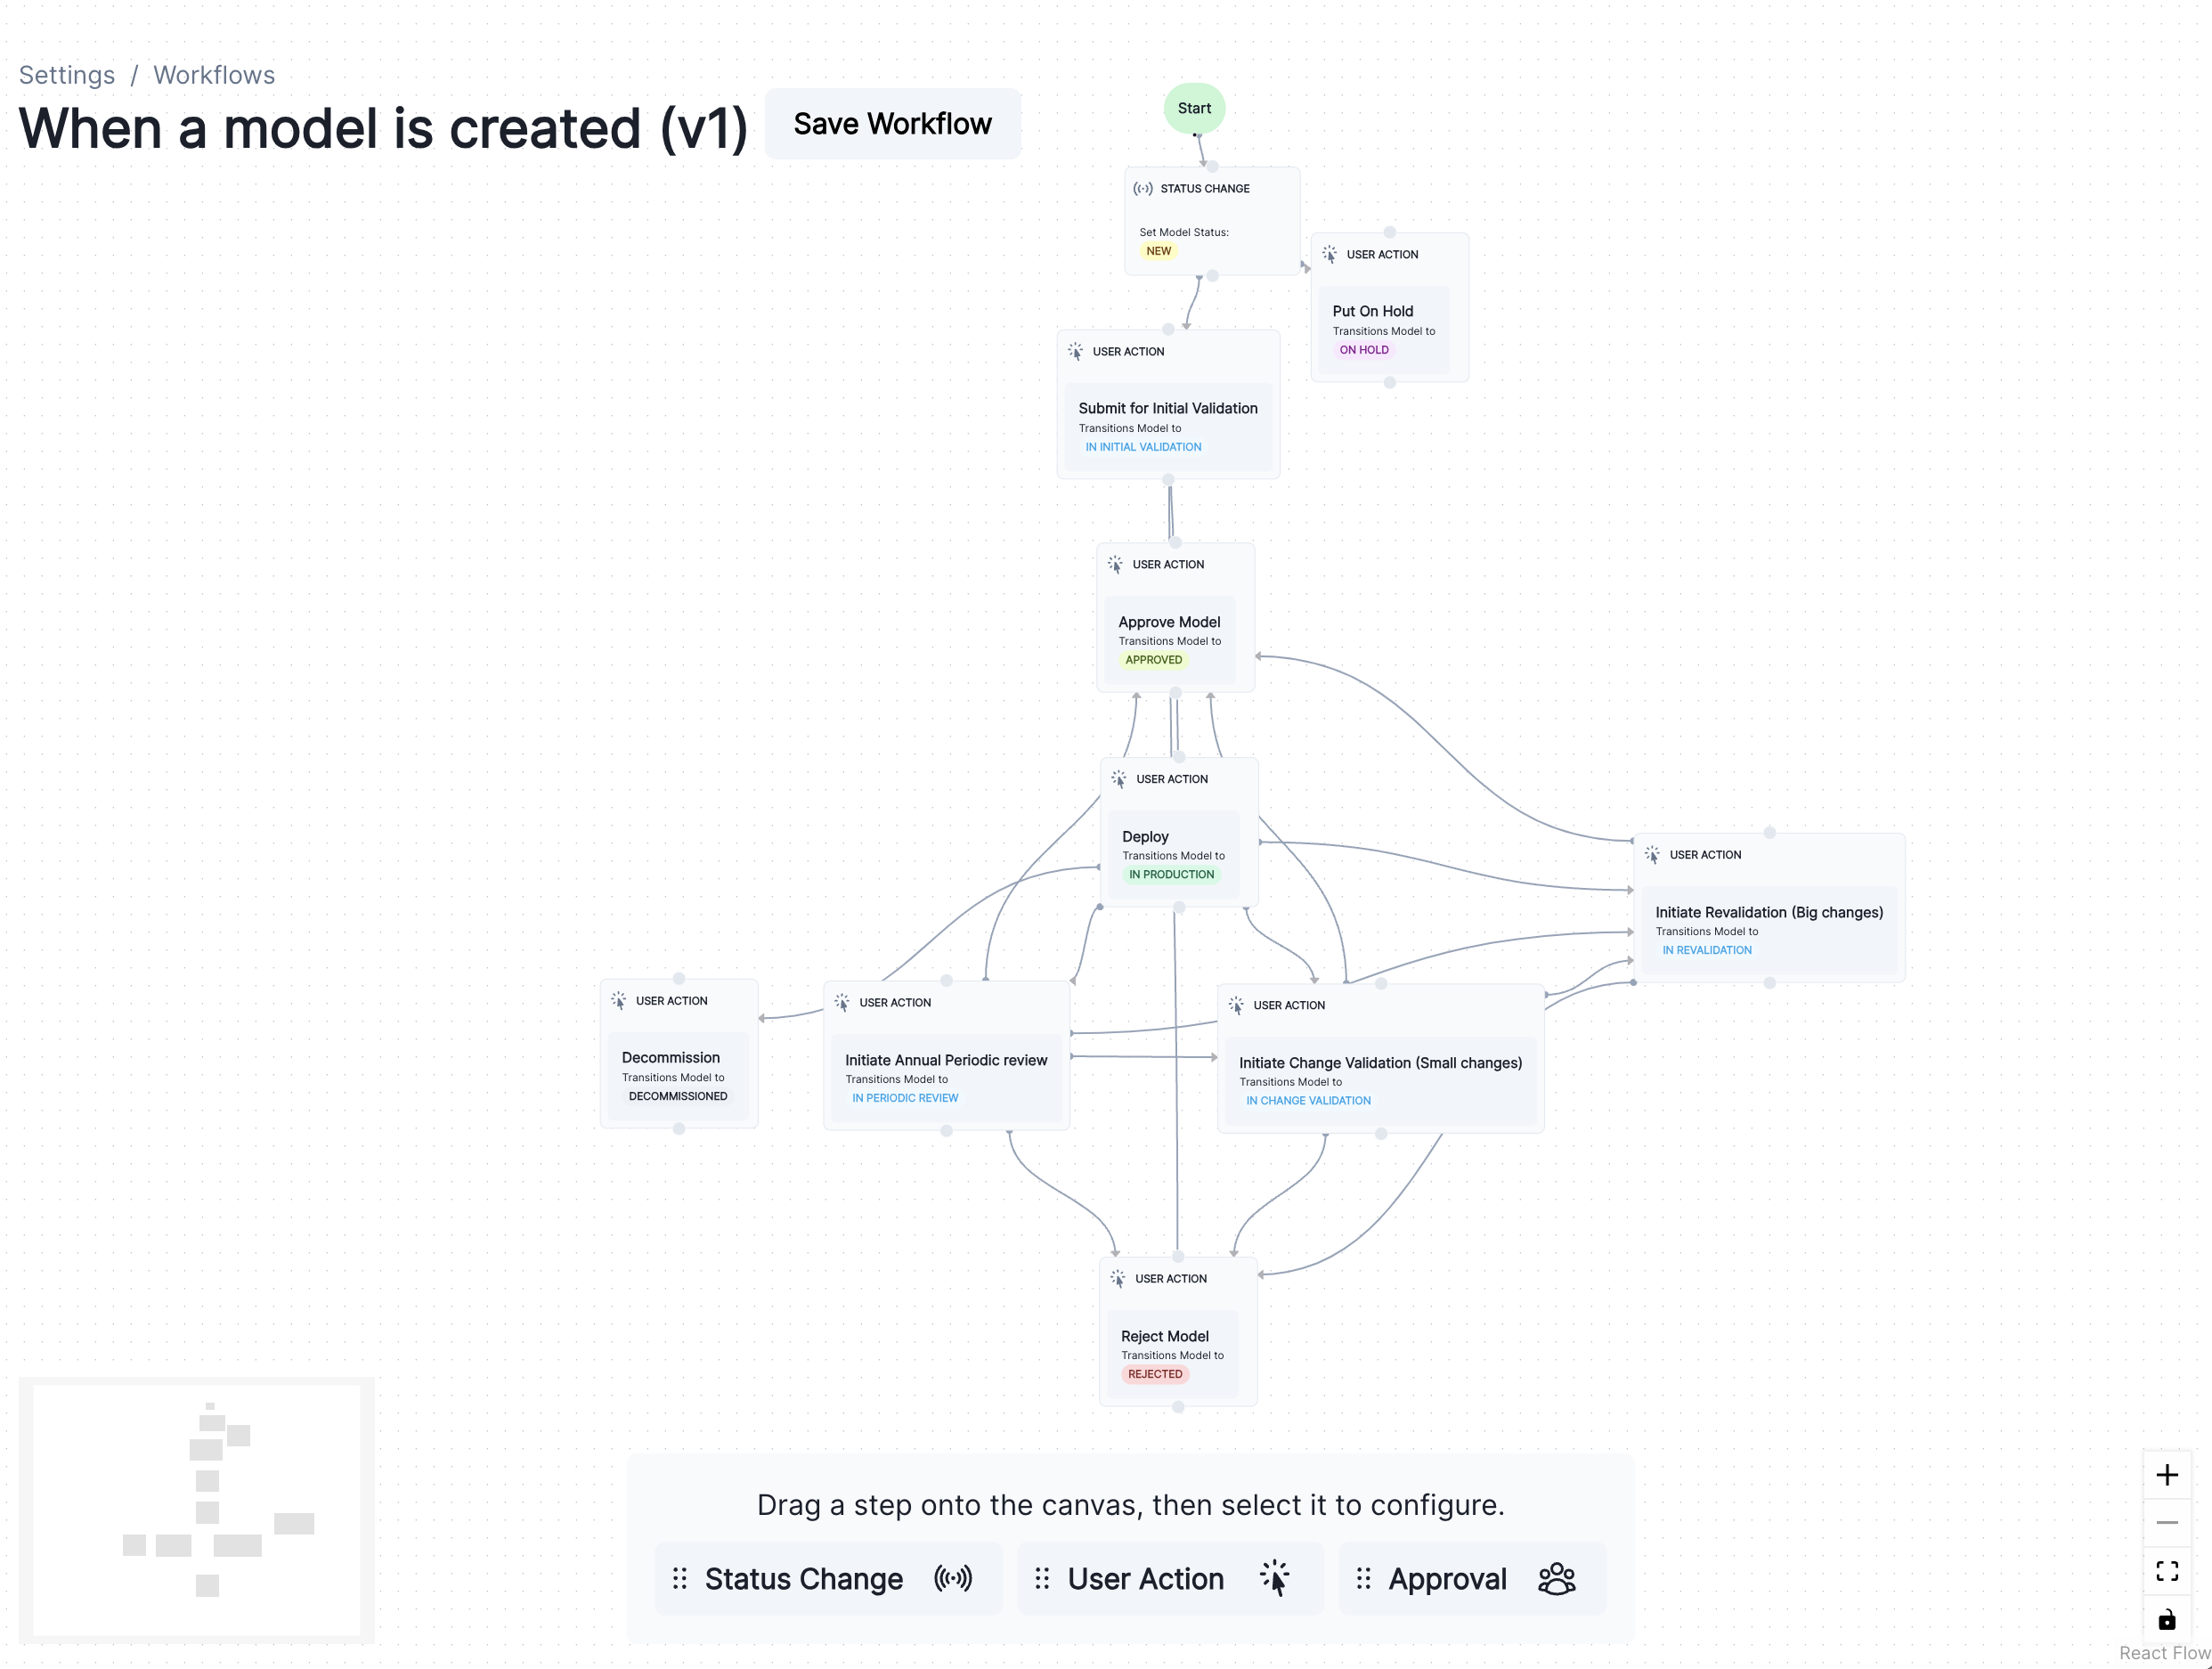 Settings / Workflows
When a model is created (v1)
Save Workflow
Start
STATUS CHANGE
Set Model Status:
NEW
USER ACTION
Put On Hold
Transitions Model to
ON HOLD
USER ACTION
Submit for Initial Validation
Transitions Model to
IN INITIAL VALIDATION
USER ACTION
Approve Model
Transitions Model to
APPROVED
USER ACTION
Deploy
Transitions Model to
IN PRODUCTION
USER ACTION
Initiate Revalidation (Big changes)
Transitions Model to
IN REVALIDATION
USER ACTION
Decommission
Transitions Model to
DECOMMISSIONED
USER ACTION
Initiate Annual Periodic review
Transitions Model to
IN PERIODIC REVIEW
USER ACTION
Initiate Change Validation (Small changes)
Transitions Model to
IN CHANGE VALIDATION
USER ACTION
Reject Model
Transitions Model to
REJECTED
Drag a step onto the canvas, then select it to configure.
Status Change
User Action
Approval
React Flow